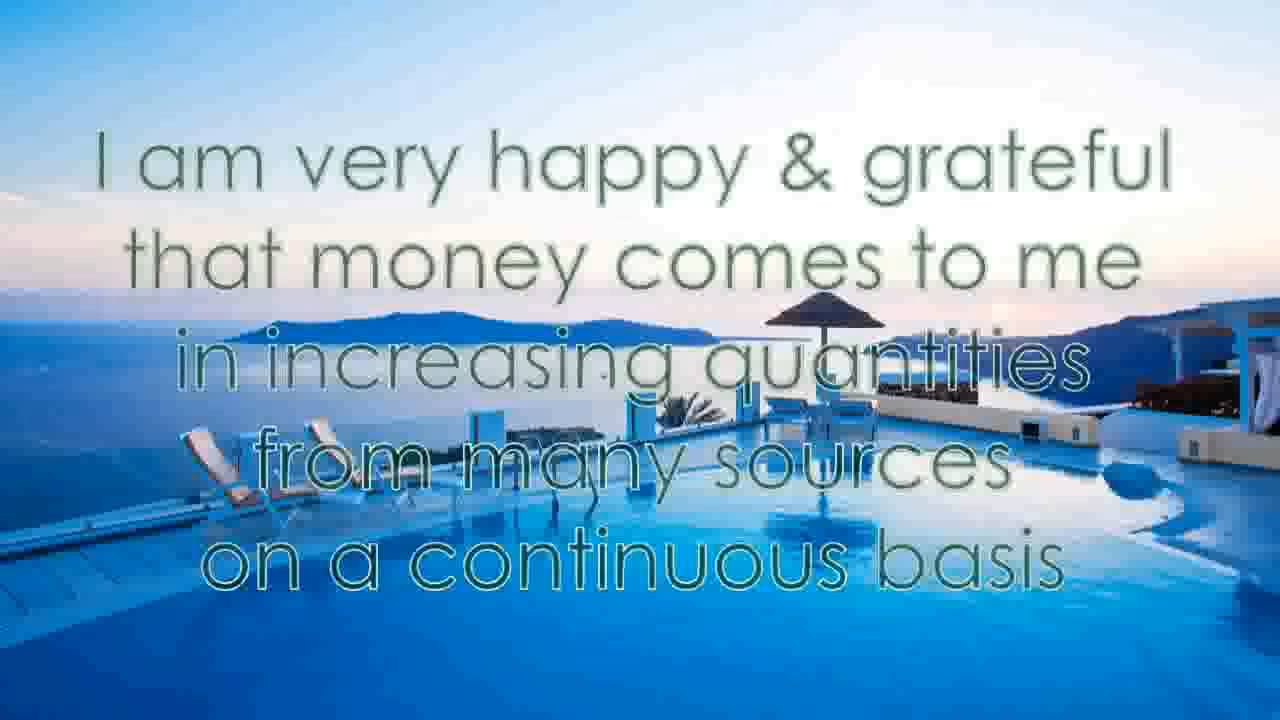 I am very happy & grateful
that money comes to me
in increasing quantities
from many sources
on a continuous basis